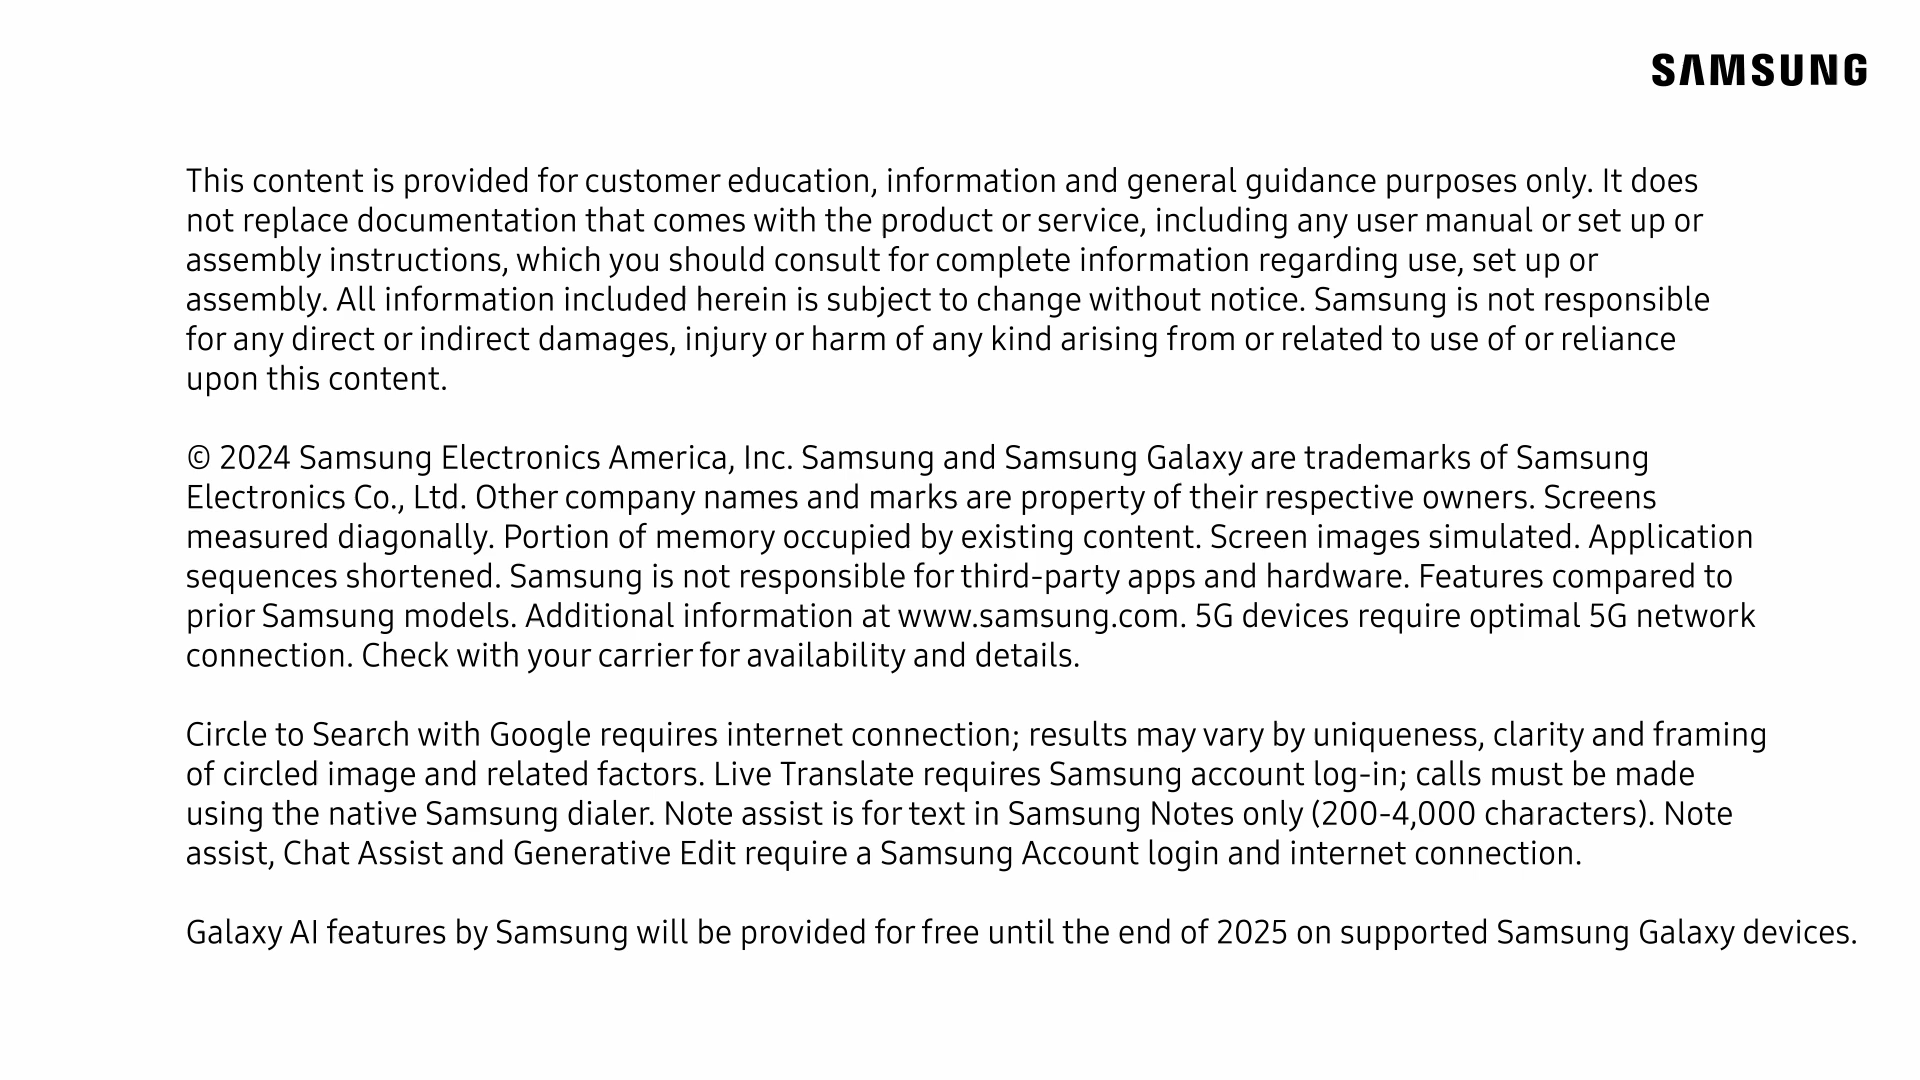 SAMSUNG
This content is provided for customer education, information and general guidance purposes only. It does
not replace documentation that comes with the product or service, including any user manual or set up or
assembly instructions, which you should consult for complete information regarding use, set up or
assembly. All information included herein is subject to change without notice. Samsung is not responsible
for any direct or indirect damages, injury or harm of any kind arising from or related to use of or reliance
upon this content.
© 2024 Samsung Electronics America, Inc. Samsung and Samsung Galaxy are trademarks of Samsung
Electronics Co., Ltd. Other company names and marks are property of their respective owners. Screens
measured diagonally. Portion of memory occupied by existing content. Screen images simulated. Application
sequences shortened. Samsung is not responsible for third-party apps and hardware. Features compared to
prior Samsung models. Additional information at www.samsung.com. 5G devices require optimal 5G network
connection. Check with your carrier for availability and details.
Circle to Search with Google requires internet connection; results may vary by uniqueness, clarity and framing
of circled image and related factors. Live Translate requires Samsung account log-in; calls must be made
using the native Samsung dialer. Note assist is for text in Samsung Notes only (200-4,000 characters). Note
assist, Chat Assist and Generative Edit require a Samsung Account login and internet connection.
Galaxy AI features by Samsung will be provided for free until the end of 2025 on supported Samsung Galaxy devices.